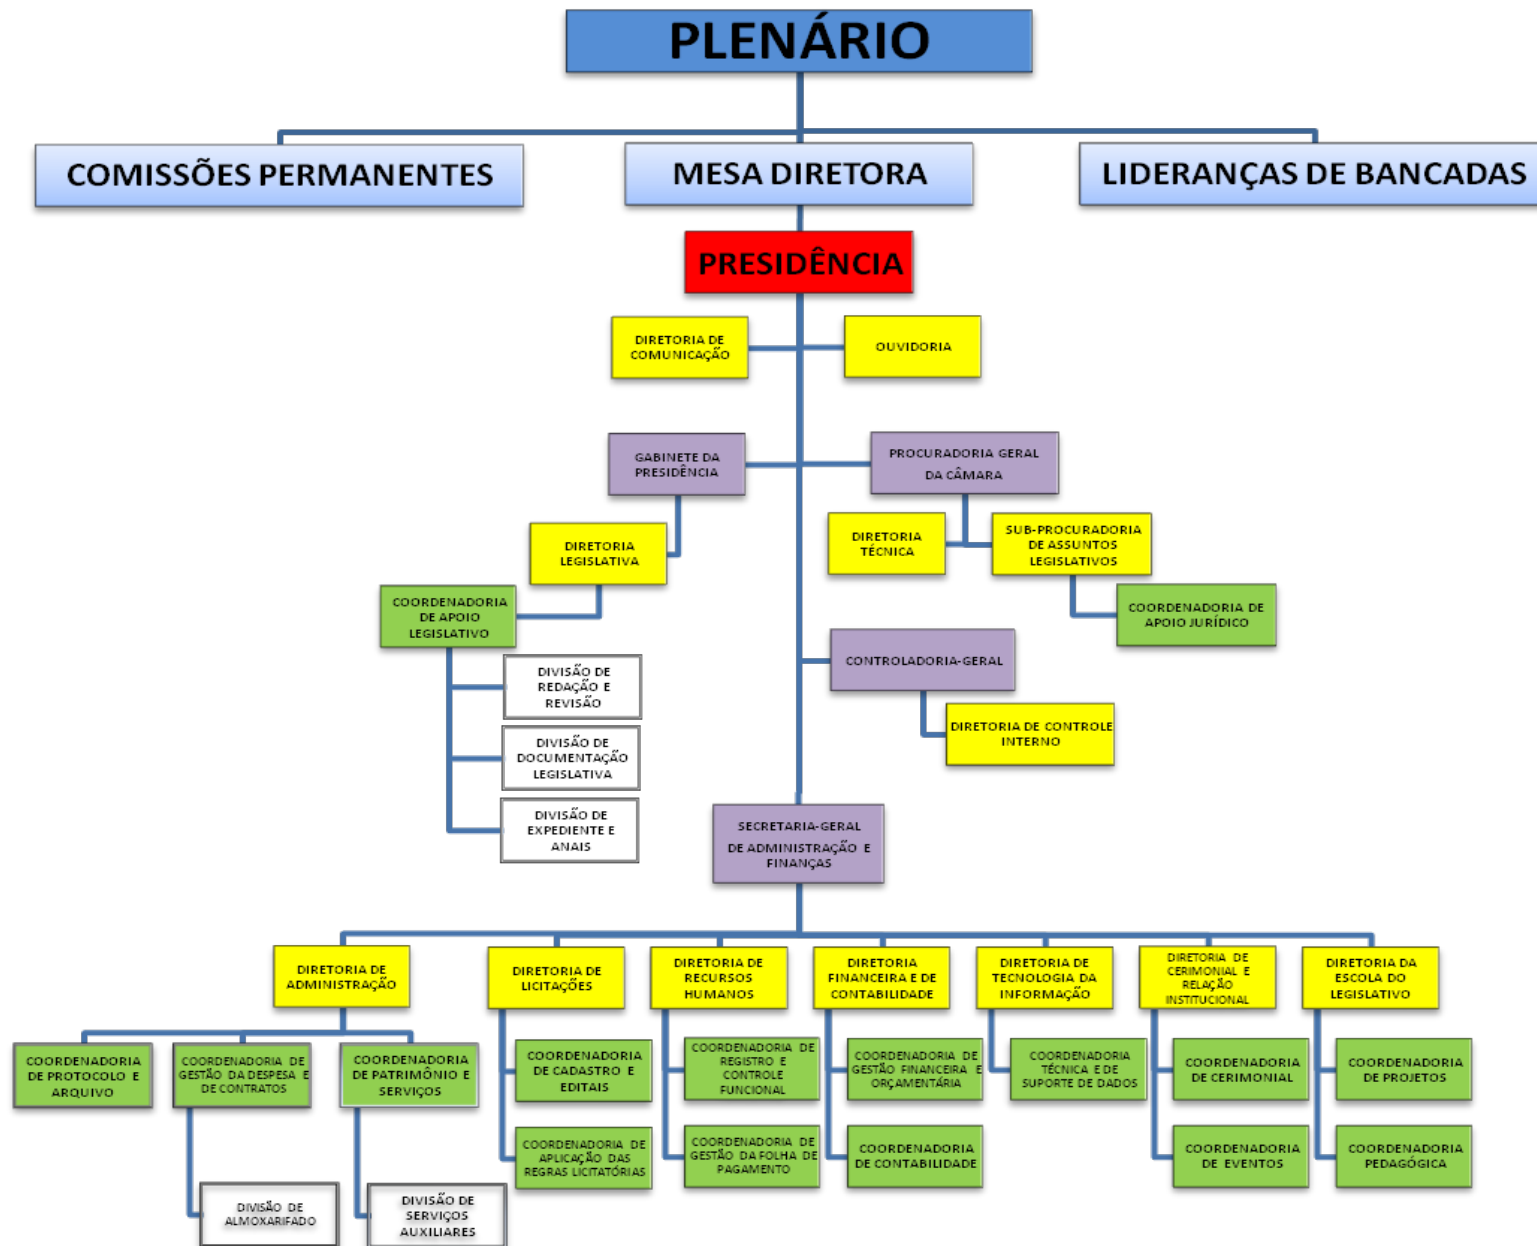 PLENÁRIO
COMISSÕES PERMANENTES
MESA DIRETORA
LIDERANÇAS DE BANCADAS
PRESIDÊNCIA
DIRETORIA DE
COMUNICAÇÃO
OUVIDORIA
GABINETE DA
PRESIDÊNCIA
PROCURADORIA GERAL
DA CÂMARA
DIRETORIA
LEGISLATIVA
DIRETORIA
TÉCNICA
SUB-PROCURADORIA
DE ASSUNTOS
LEGISLATIVOS
COORDENADORIA
DE APOIO
LEGISLATIVO
COORDENADORIA DE
APOIO JURÍDICO
DIVISÃO DE
REDAÇÃO E
REVISÃO
CONTROLADORIA-GERAL
DIRETORIA DE CONTROLE
INTERNO
DIVISÃO DE
DOCUMENTAÇÃO
LEGISLATIVA
DIVISÃO DE
EXPEDIENTE E
ANAIS
SECRETARIA-GERAL
DE ADMINISTRAÇÃO E
FINANÇAS
DIRETORIA DE
ADMINISTRAÇÃO
DIRETORIA DE
LICITAÇÕES
DIRETORIA DE
RECURSOS
HUMANOS
DIRETORIA
FINANCEIRA E DE
CONTABILIDADE
DIRETORIA DE
TECNOLOGIA DA
INFORMAÇÃO
DIRETORIA DE
CERIMONIAL E
RELAÇÃO
INSTITUCIONAL
DIRETORIA DA
ESCOLA DO
LEGISLATIVO
COORDENADORIA
DE PROTOCOLO E
ARQUIVO
COORDENADORIA DE
GESTÃO DA DESPESA E
DE CONTRATOS
COORDENADORIA
DE PATRIMÔNIO E
SERVIÇOS
COORDENADORIA
DE CADASTRO E
EDITAIS
COORDENADORIA DE
REGISTRO E
CONTROLE
FUNCIONAL
COORDENADORIA DE
GESTÃO FINANCEIRA E
ORÇAMENTÁRIA
COORDENADORIA
TÉCNICA E DE
SUPORTE DE DADOS
COORDENADORIA
DE CERIMONIAL
COORDENADORIA
DE PROJETOS
COORDENADORIA DE
APLICAÇÃO DAS
REGRAS LICITATÓRIAS
COORDENADORIA DE
GESTÃO DA FOLHA DE
PAGAMENTO
COORDENADORIA
DE CONTABILIDADE
COORDENADORIA
DE EVENTOS
COORDENADORIA
PEDAGÓGICA
DIVISÃO DE
ALMOXARIFADO
DIVISÃO DE
SERVIÇOS
AUXILIARES